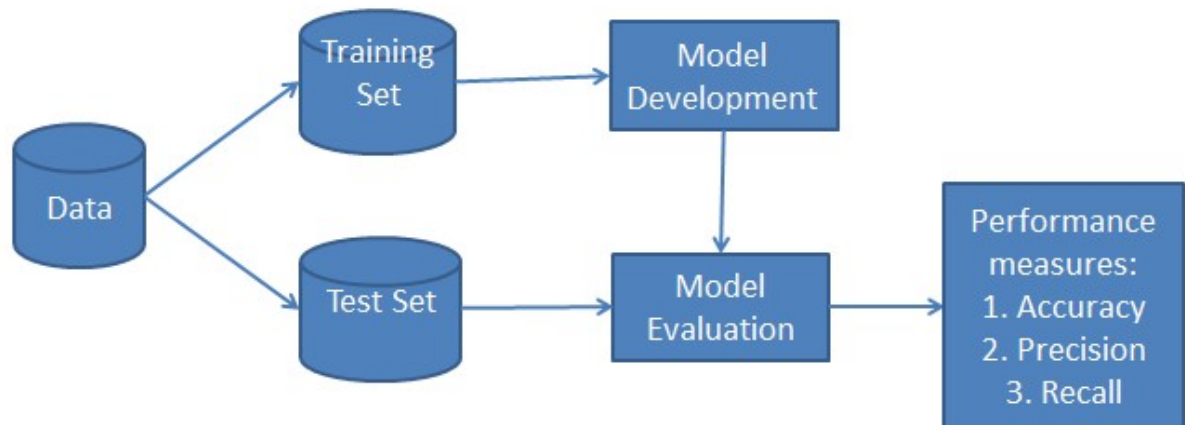 Data
Training
Set
Test Set
Model
Development
Model
Evaluation
Performance
measures:
1. Accuracy
2. Precision
3. Recall